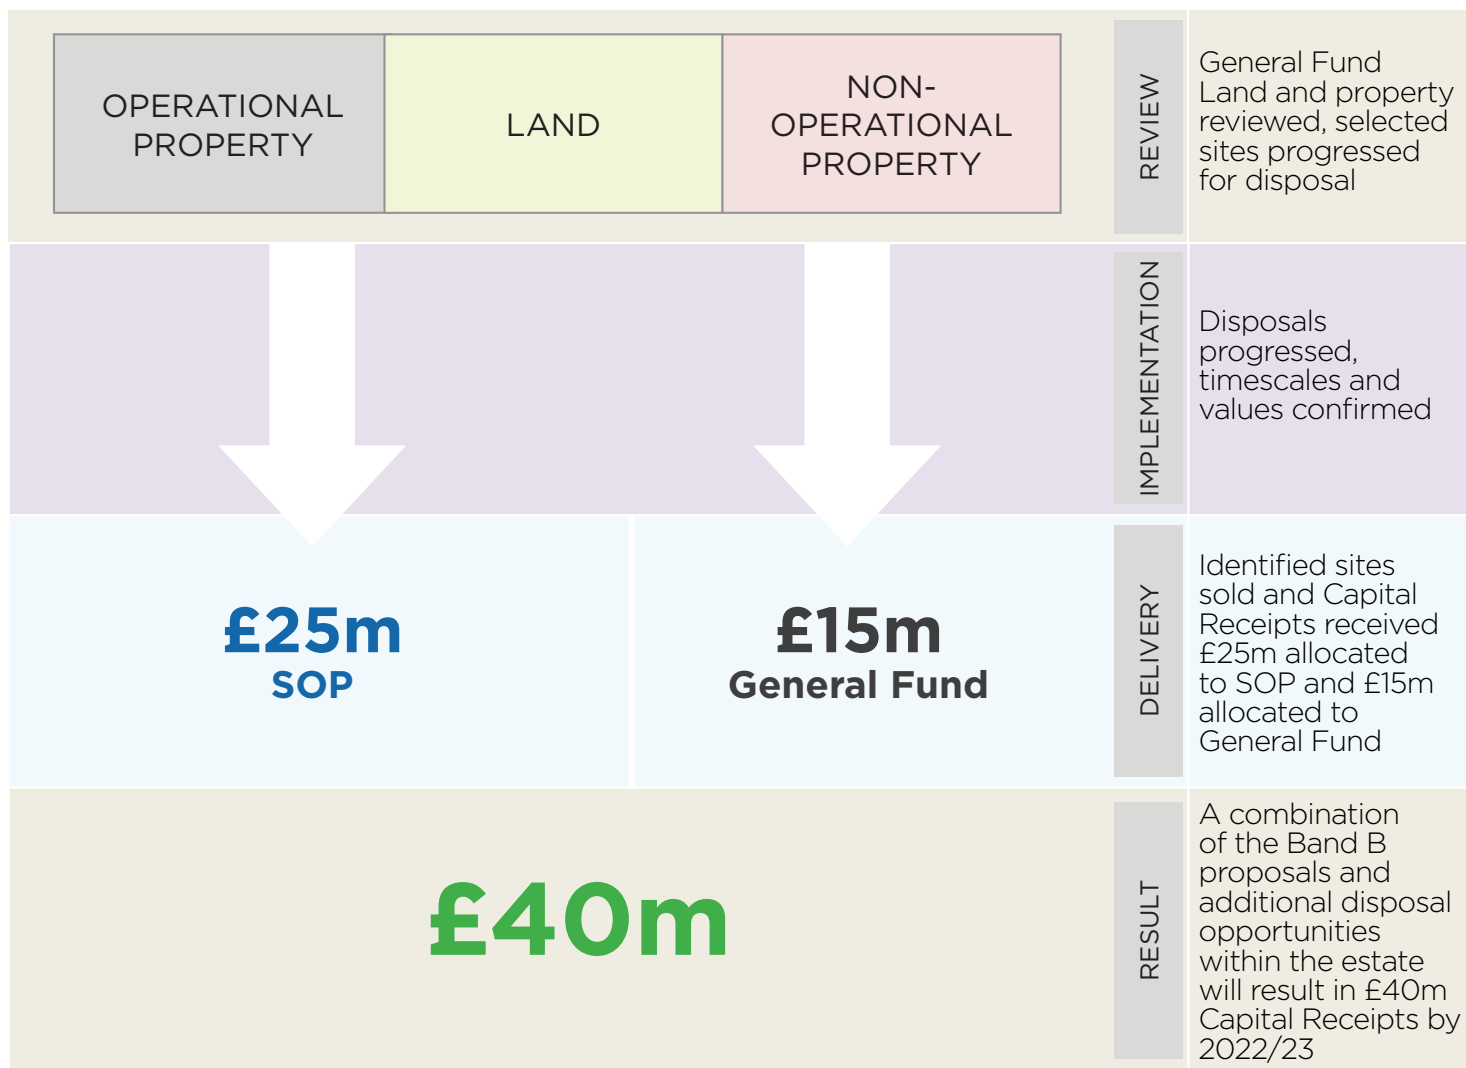 OPERATIONAL
PROPERTY
LAND
NON-
OPERATIONAL
PROPERTY
REVIEW
General Fund
Land and property
reviewed, selected
sites progressed
for disposal
IMPLEMENTATION
Disposals
progressed,
timescales and
values confirmed
£25m
SOP
£15m
General Fund
DELIVERY
Identified sites
sold and Capital
Receipts received
£25m allocated
to SOP and £15m
allocated to
General Fund
£40m
RESULT
A combination
of the Band B
proposals and
additional disposal
opportunities
within the estate
will result in £40m
Capital Receipts by
2022/23